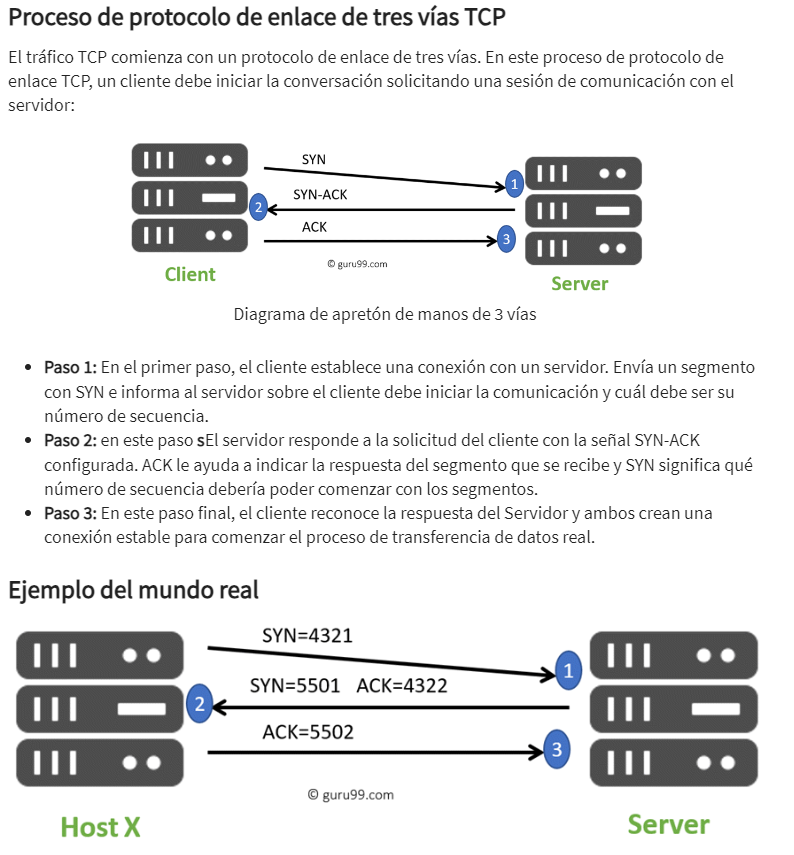 Proceso de protocolo de enlace de tres vías TCP
El tráfico TCP comienza con un protocolo de enlace de tres vías. En este proceso de protocolo de
enlace TCP, un cliente debe iniciar la conversación solicitando una sesión de comunicación con el
servidor:
SYN
1
SYN-ACK
2
ACK
3
© guru99.com
Client
Server
Diagrama de apretón de manos de 3 vías
• Paso 1: En el primer paso, el cliente establece una conexión con un servidor. Envía un segmento
con SYN e informa al servidor sobre el cliente debe iniciar la comunicación y cuál debe ser su
número de secuencia.
• Paso 2: en este paso sEl servidor responde a la solicitud del cliente con la señal SYN-ACK
configurada. ACK le ayuda a indicar la respuesta del segmento que se recibe y SYN significa qué
número de secuencia debería poder comenzar con los segmentos.
• Paso 3: En este paso final, el cliente reconoce la respuesta del Servidor y ambos crean una
conexión estable para comenzar el proceso de transferencia de datos real.
Ejemplo del mundo real
SYN=4321
1
SYN=5501 ACK=4322
2
ACK=5502
3
© guru99.com
Host X
Server